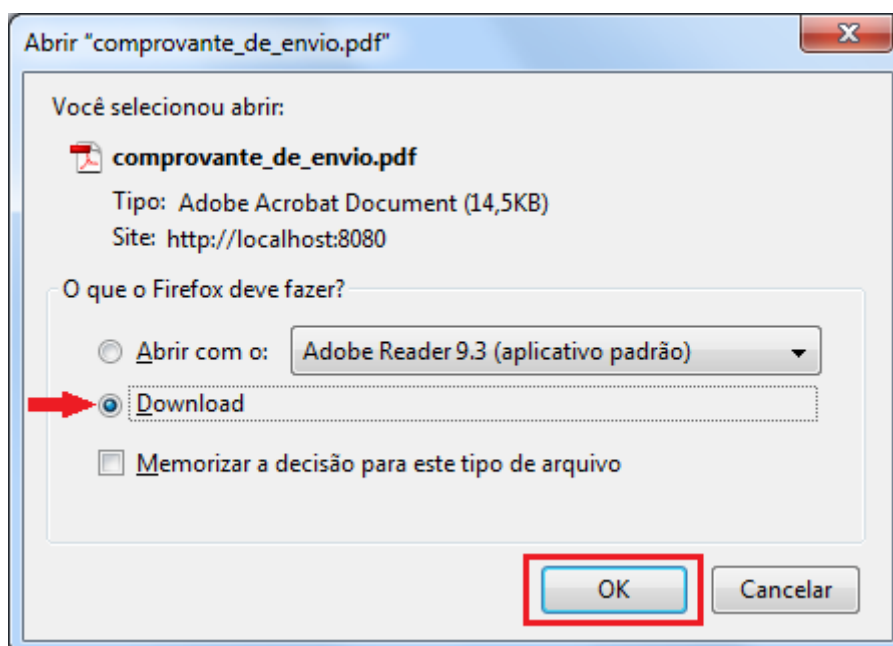 Abrir "comprovante_de_envio.pdf"
Você selecionou abrir:
comprovante_de_envio.pdf
Tipo: Adobe Acrobat Document (14,5KB)
Site: http://localhost:8080
O que o Firefox deve fazer?
Abrir com o: Adobe Reader 9.3 (aplicativo padrão)
Download
Memorizar a decisão para este tipo de arquivo
OK Cancelar